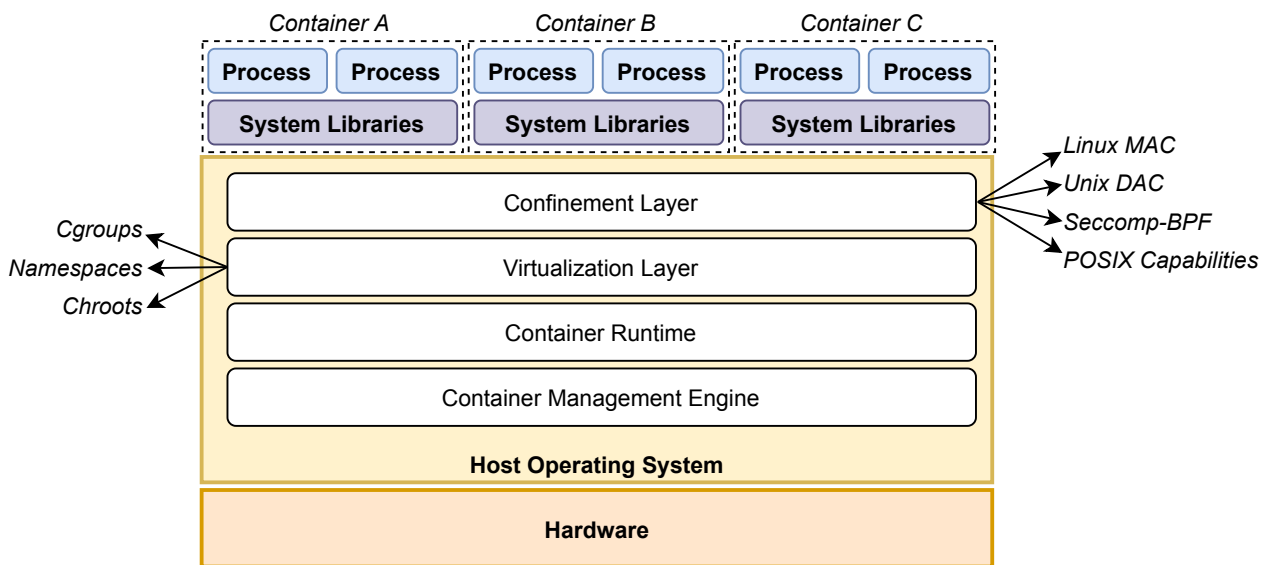 Container A
Container B
Container C
Process
Process
Process
Process
Process
Process
System Libraries
System Libraries
System Libraries
Linux MAC
Unix DAC
Seccomp-BPF
POSIX Capabilities
Confinement Layer
Cgroups
Namespaces
Chroots
Virtualization Layer
Container Runtime
Container Management Engine
Host Operating System
Hardware